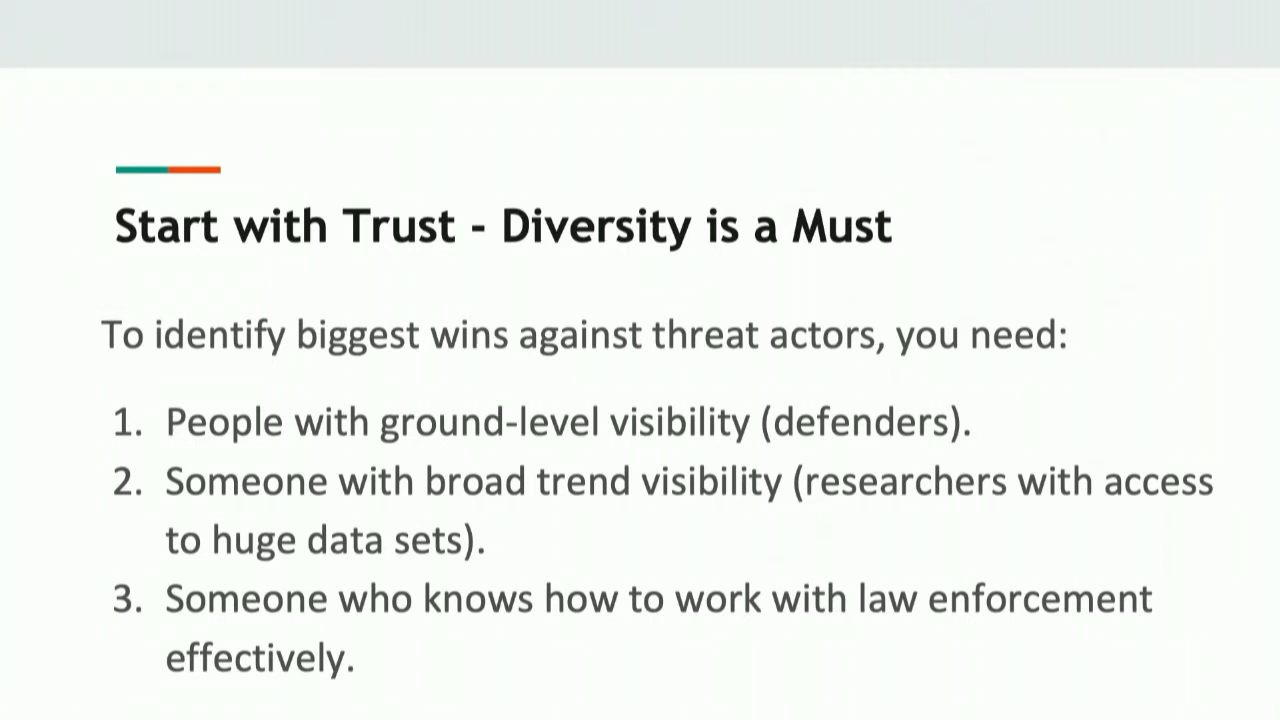 Start with Trust - Diversity is a Must
To identify biggest wins against threat actors, you need:
1. People with ground-level visibility (defenders).
2. Someone with broad trend visibility (researchers with access
to huge data sets).
3. Someone who knows how to work with law enforcement
effectively.